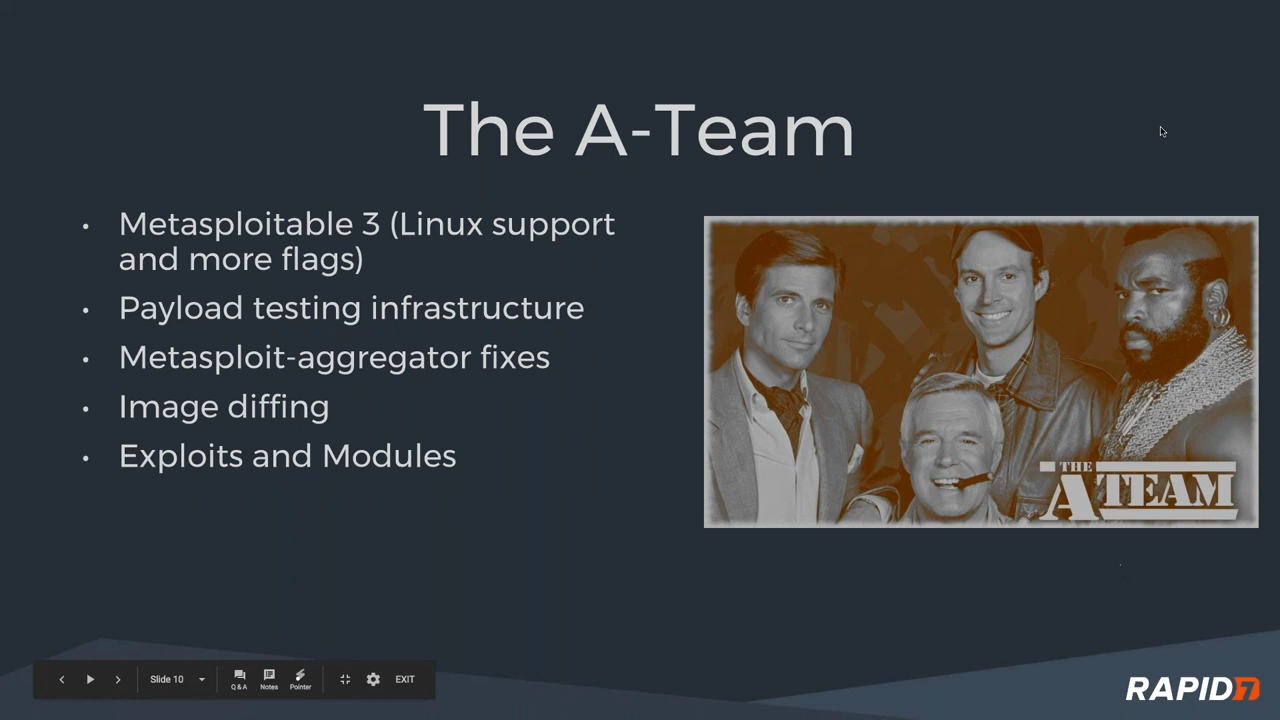 The A-Team
• Metasploitable 3 (Linux support
and more flags)
• Payload testing infrastructure
• Metasploit-aggregator fixes
• Image diffing
• Exploits and Modules
THE
A TEAM
Slide 10
Q & A
Notes
Pointer
EXIT
RAPID7